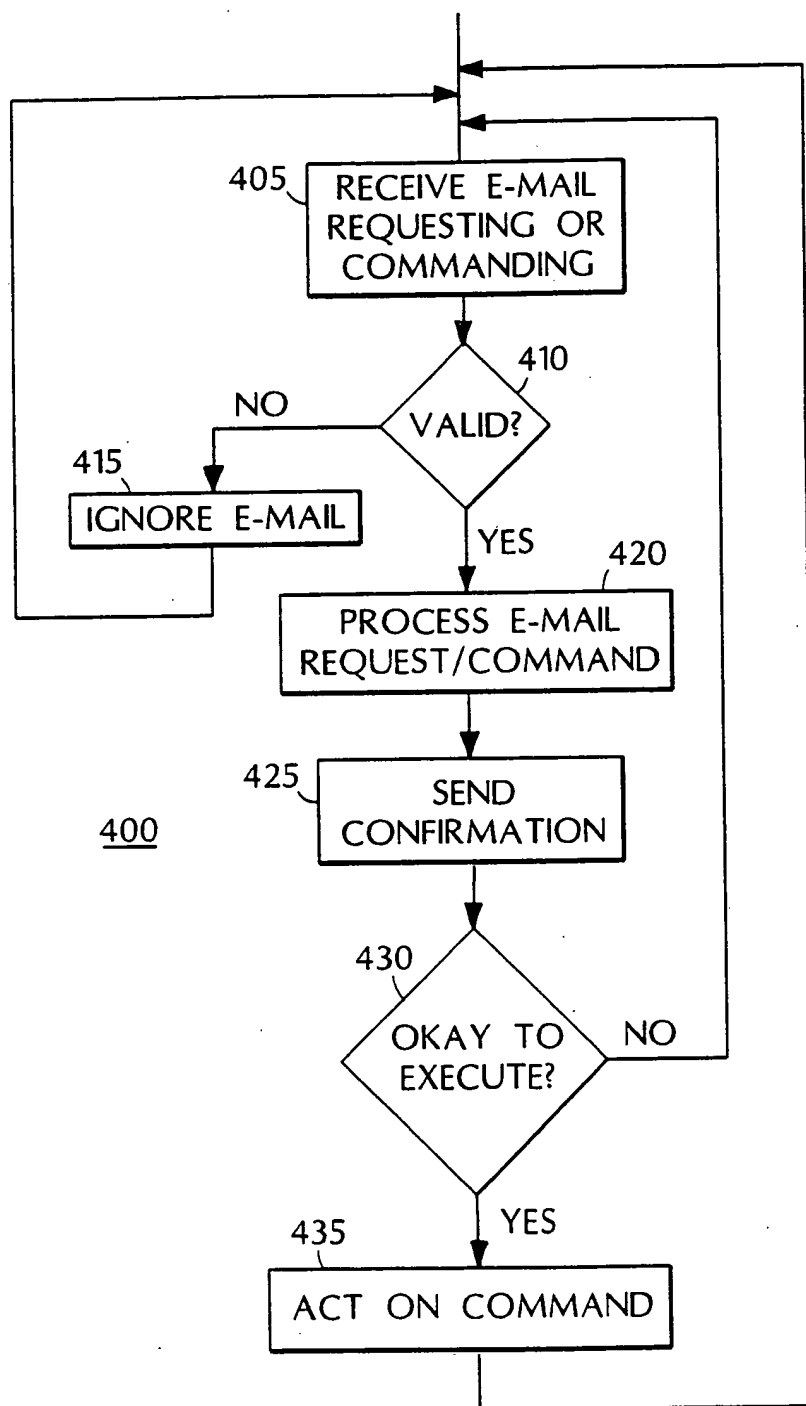 405
RECEIVE E-MAIL
REQUESTING OR
COMMANDING
410
VALID?
NO
415
IGNORE E-MAIL
YES
420
PROCESS E-MAIL
REQUEST/COMMAND
425
SEND
CONFIRMATION
400
430
OKAY TO
EXECUTE?
NO
YES
435
ACT ON COMMAND